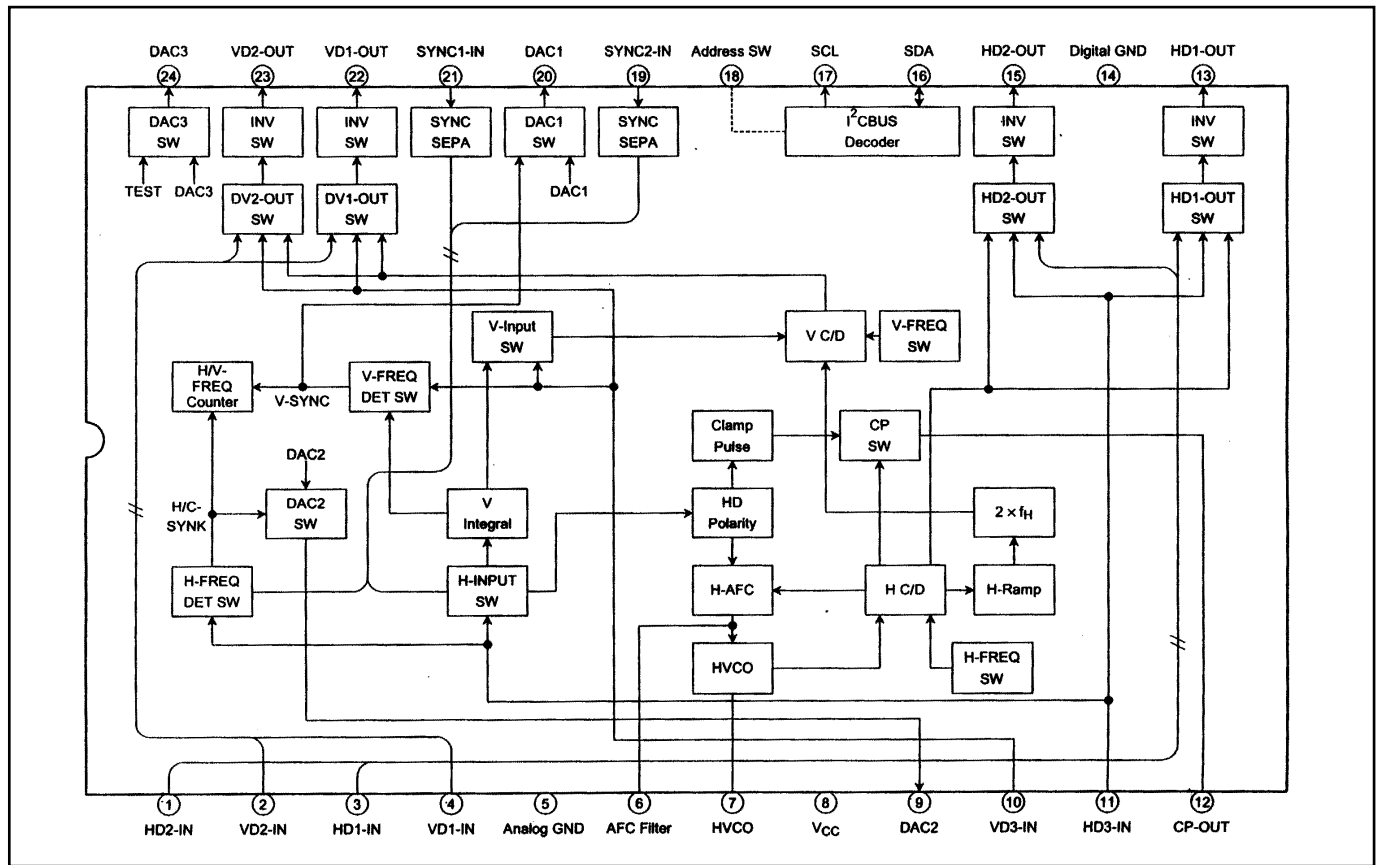 DAC3 VD2-OUT VD1-OUT SYNC1-IN DAC1 SYNC2-IN Address SW SCL SDA HD2-OUT Digital GND HD1-OUT
24 23 22 21 20 19 18 17 16 15 14 13
DAC3 INV INV SYNC DAC1 SYNC I²CBUS INV INV
SW SW SW SEPA SW SEPA Decoder SW SW
TEST DAC3 DAC1
DV2-OUT DV1-OUT HD2-OUT HD1-OUT
SW SW SW SW
V-Input V C/D V-FREQ
SW SW
H/V- V-FREQ
FREQ DET SW
Counter V-SYNC
Clamp CP
Pulse SW
DAC2
H/C- DAC2 V HD 2 × fH
SYNK SW Integral Polarity
H-FREQ H-INPUT H-AFC H C/D H-Ramp
DET SW SW
HVCO H-FREQ
SW
1 2 3 4 5 6 7 8 9 10 11 12
HD2-IN VD2-IN HD1-IN VD1-IN Analog GND AFC Filter HVCO VCC DAC2 VD3-IN HD3-IN CP-OUT